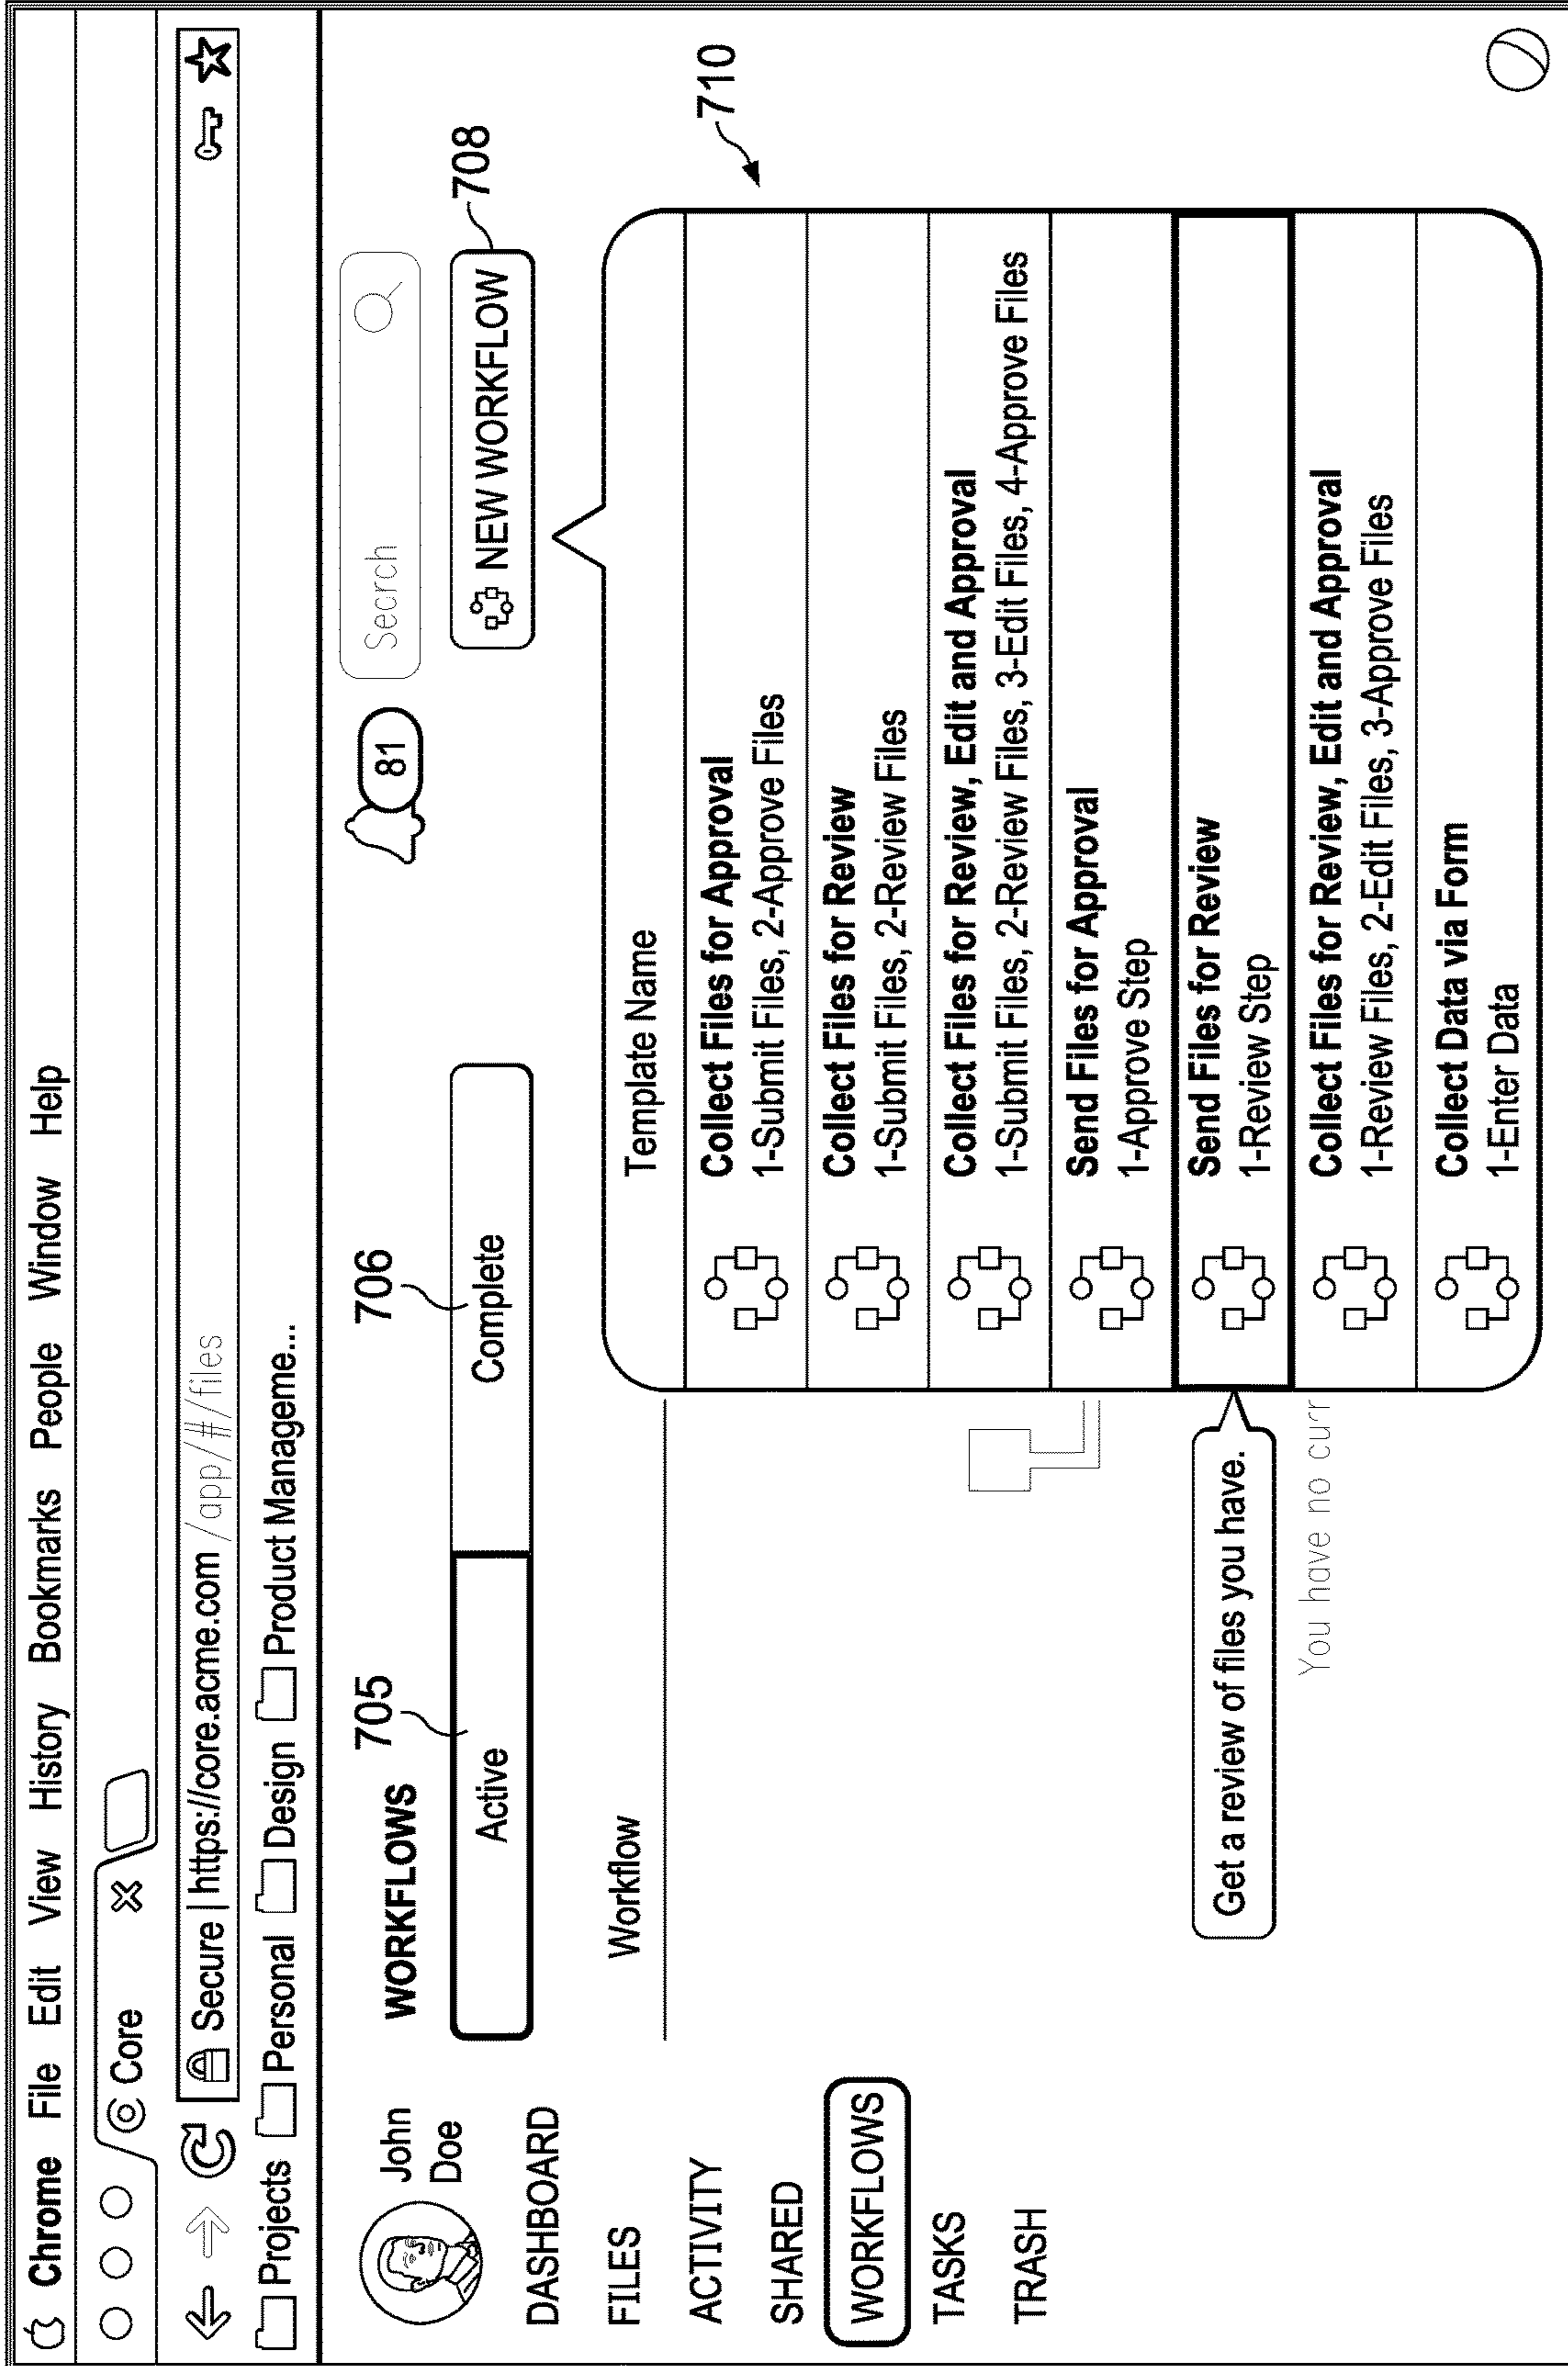 Chrome File Edit View History Bookmarks People Window Help
Core
Secure | https://core.acme.com /app/#/files
Projects Personal Design Product Manageme...
John
Doe
DASHBOARD
FILES
ACTIVITY
SHARED
WORKFLOWS
TASKS
TRASH
WORKFLOWS
705
706
81
Secrch
Active
Complete
NEW WORKFLOW
708
Workflow
710
Template Name
Collect Files for Approval
1-Submit Files, 2-Approve Files
Collect Files for Review
1-Submit Files, 2-Review Files
Collect Files for Review, Edit and Approval
1-Submit Files, 2-Review Files, 3-Edit Files, 4-Approve Files
Send Files for Approval
1-Approve Step
Send Files for Review
1-Review Step
Get a review of files you have.
You have no curr
Collect Files for Review, Edit and Approval
1-Review Files, 2-Edit Files, 3-Approve Files
Collect Data via Form
1-Enter Data